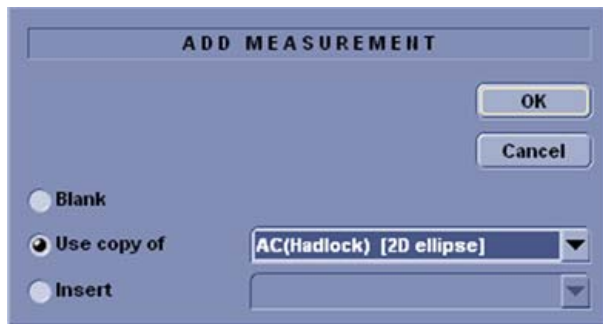 ADD MEASUREMENT
OK
Cancel
Blank
Use copy of AC(Hadlock) [2D ellipse]
Insert